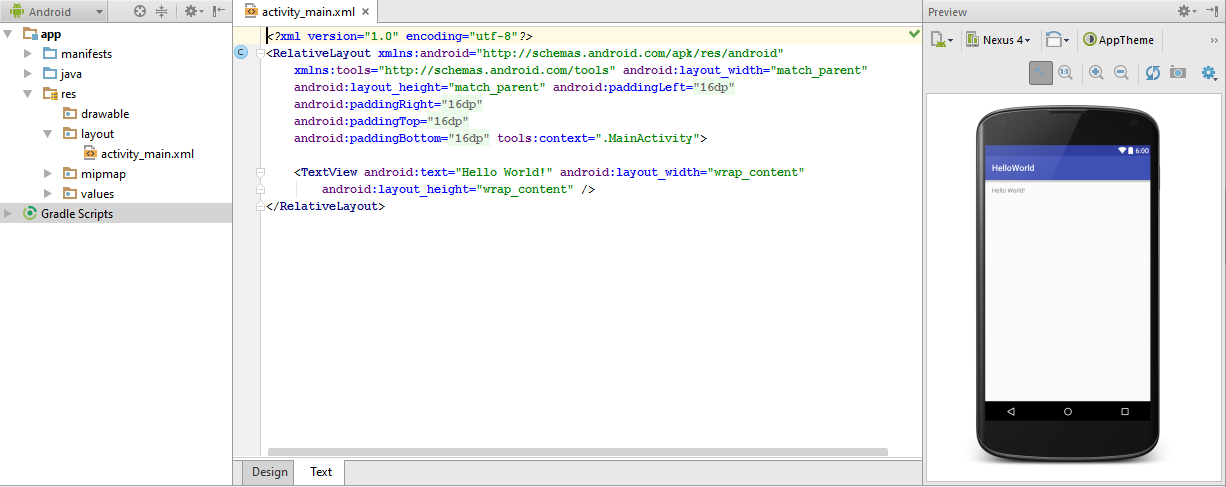 Android
app
manifests
java
res
drawable
layout
activity_main.xml
mipmap
values
Gradle Scripts
activity_main.xml
<?xml version="1.0" encoding="utf-8"?>
<RelativeLayout xmlns:android="http://schemas.android.com/apk/res/android"
xmlns:tools="http://schemas.android.com/tools" android:layout_width="match_parent"
android:layout_height="match_parent" android:paddingLeft="16dp"
android:paddingRight="16dp"
android:paddingTop="16dp"
android:paddingBottom="16dp" tools:context=".MainActivity">
<TextView android:text="Hello World!" android:layout_width="wrap_content"
android:layout_height="wrap_content" />
</RelativeLayout>
Design Text
Preview
Nexus 4 AppTheme
1:1
6:00
HelloWorld
Hello World!